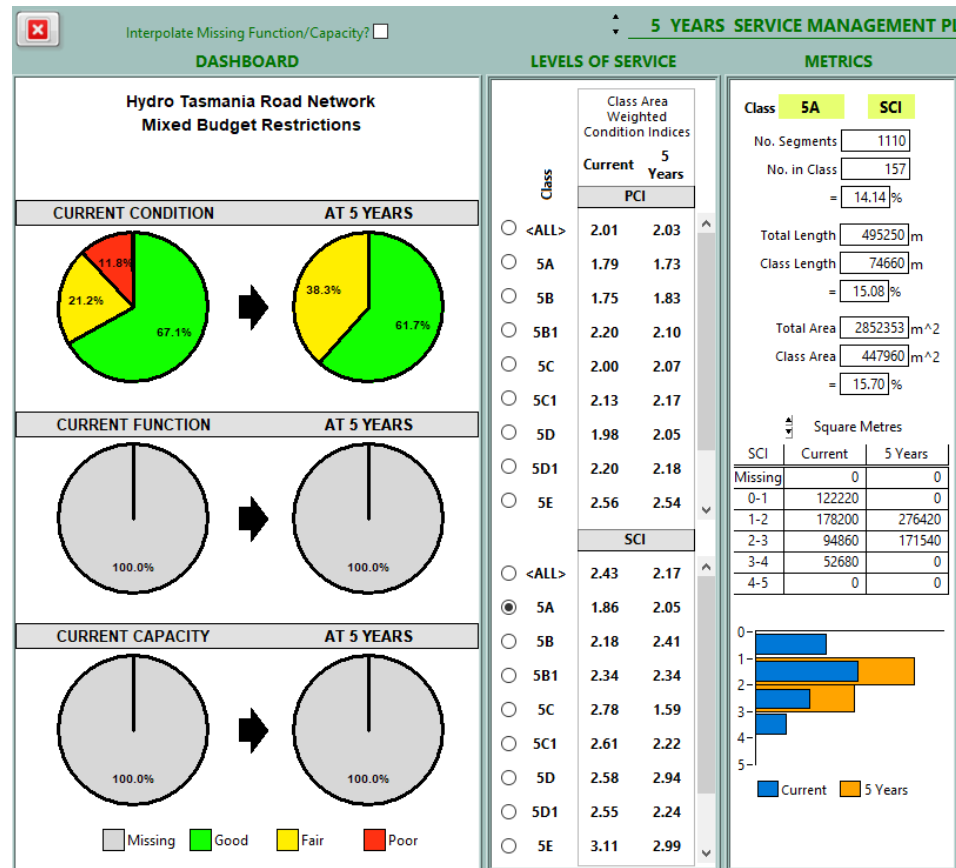 Interpolate Missing Function/Capacity?
5 YEARS SERVICE MANAGEMENT
DASHBOARD
LEVELS OF SERVICE
METRICS
Hydro Tasmania Road Network
Mixed Budget Restrictions
CURRENT CONDITION AT 5 YEARS
11.8%
21.2%
67.1%
38.3%
61.7%
CURRENT FUNCTION AT 5 YEARS
100.0%
100.0%
CURRENT CAPACITY AT 5 YEARS
100.0%
100.0%
Missing Good Fair Poor
Class Area
Weighted
Condition Indices
Class
Current 5
Years
PCI
<ALL> 2.01 2.03
5A 1.79 1.73
5B 1.75 1.83
5B1 2.20 2.10
5C 2.00 2.07
5C1 2.13 2.17
5D 1.98 2.05
5D1 2.20 2.18
5E 2.56 2.54
SCI
<ALL> 2.43 2.17
5A 1.86 2.05
5B 2.18 2.41
5B1 2.34 2.34
5C 2.78 1.59
5C1 2.61 2.22
5D 2.58 2.94
5D1 2.55 2.24
5E 3.11 2.99
Class 5A SCI
No. Segments 1110
No. in Class 157
= 14.14 %
Total Length 495250 m
Class Length 74660 m
= 15.08 %
Total Area 2852353 m^2
Class Area 447960 m^2
= 15.70 %
Square Metres
SCI Current 5 Years
Missing 0 0
0-1 122220 0
1-2 178200 276420
2-3 94860 171540
3-4 52680 0
4-5 0 0
0
1
2
3
4
5
Current 5 Years